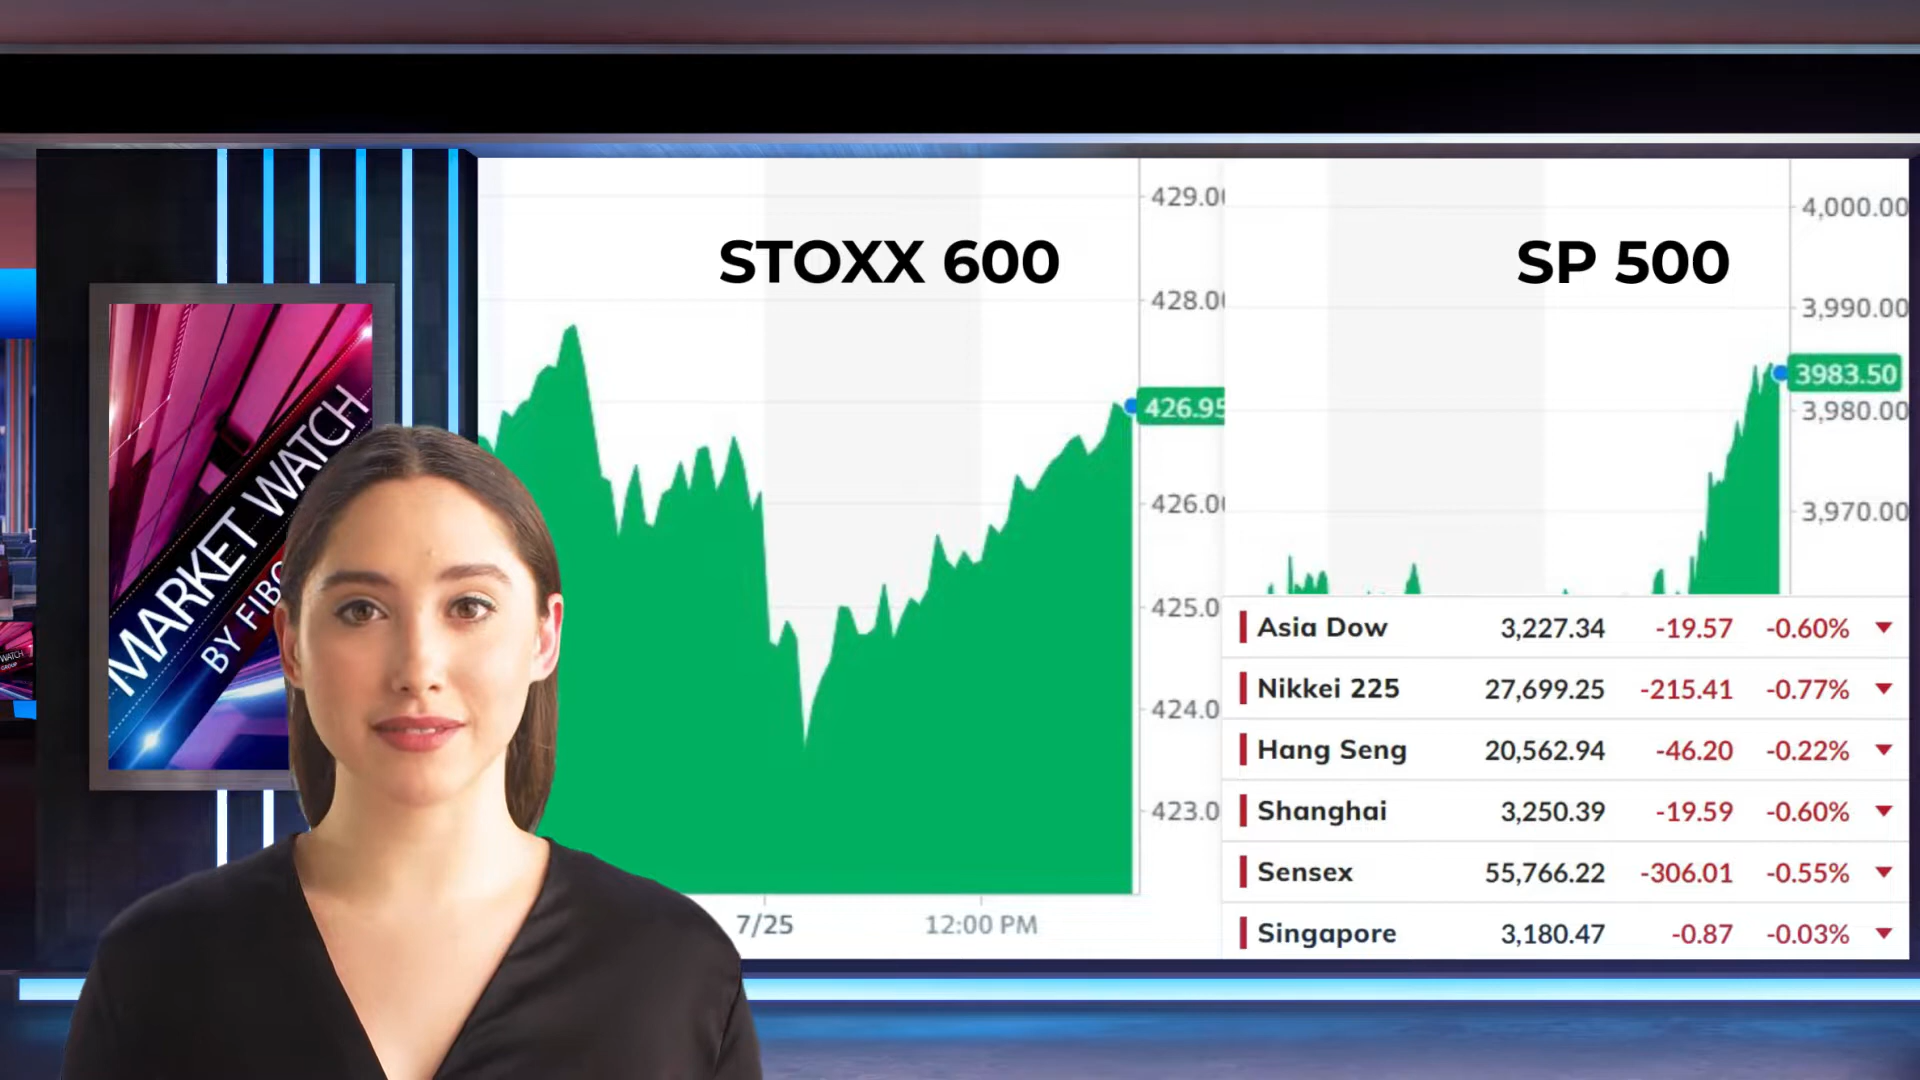 MARKET WATCH
BY
WATCH
STOXX 600
429.0
428.0
426.95
426.0
425.0
424.0
423.0
7/25
12:00 PM
SP 500
4,000.00
3,990.00
3983.50
3,980.00
3,970.00
Asia Dow 3,227.34 -19.57 -0.60%
Nikkei 225 27,699.25 -215.41 -0.77%
Hang Seng 20,562.94 -46.20 -0.22%
Shanghai 3,250.39 -19.59 -0.60%
Sensex 55,766.22 -306.01 -0.55%
Singapore 3,180.47 -0.87 -0.03%